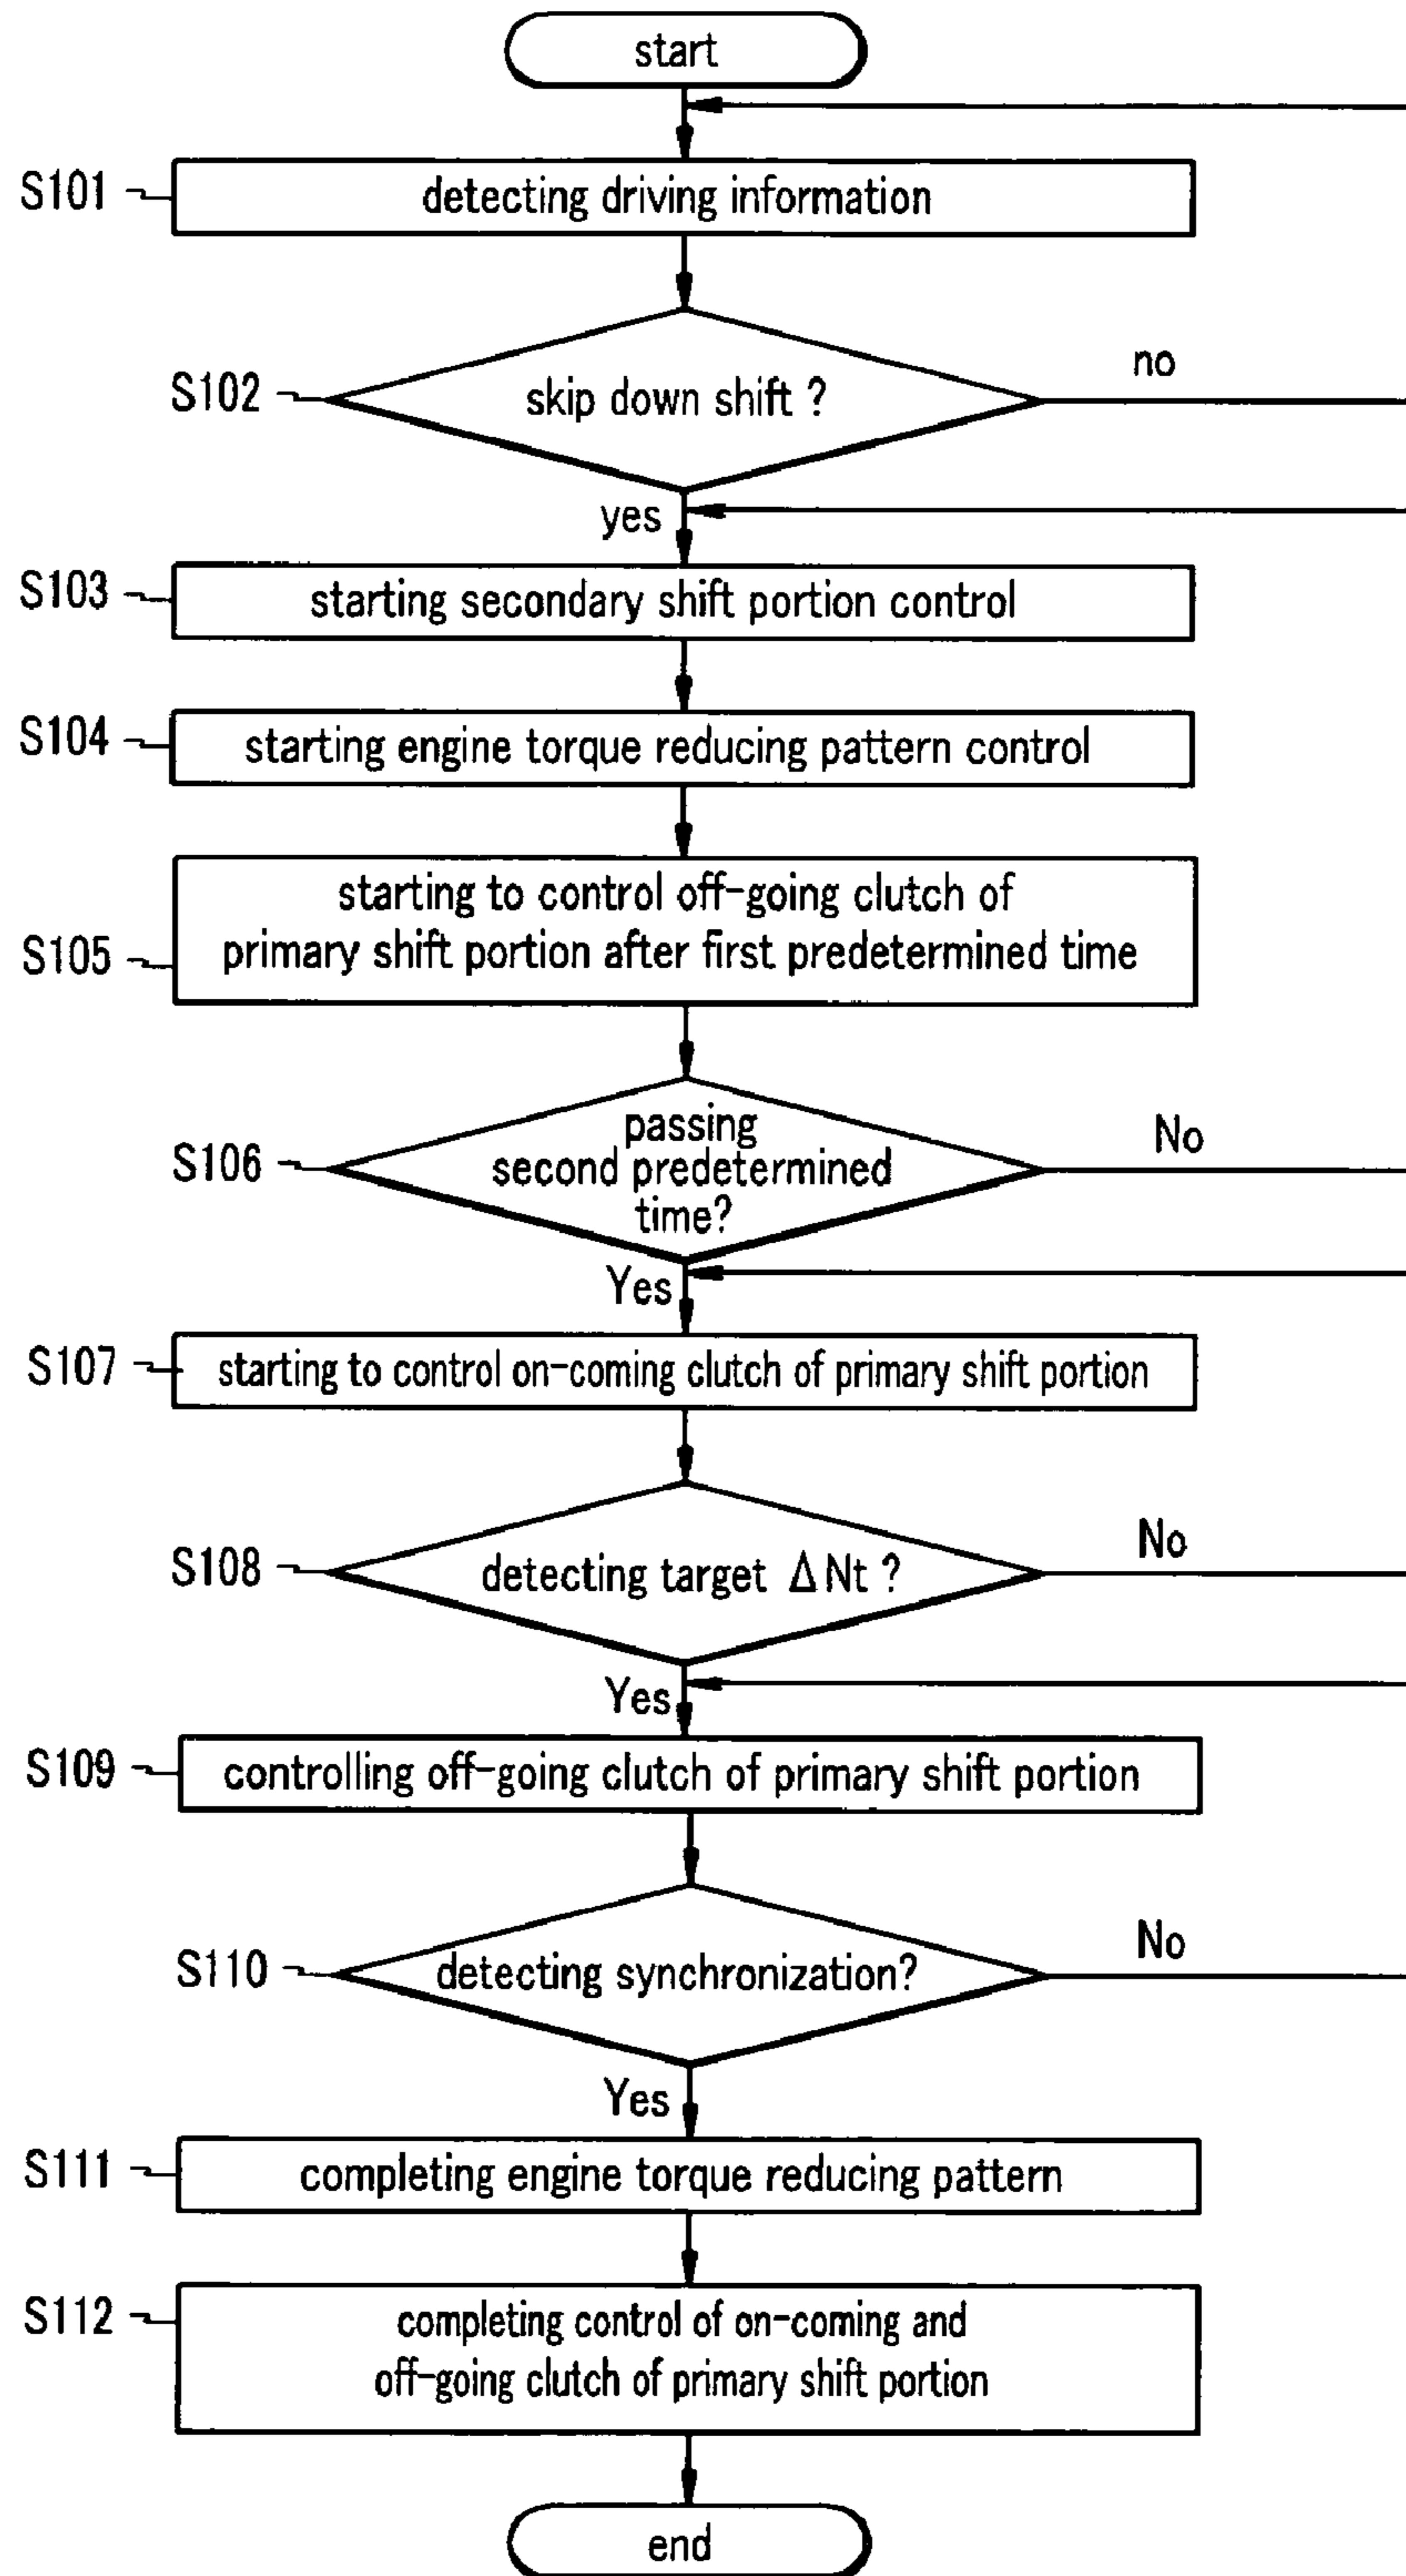 start
S101
detecting driving information
S102
skip down shift ?
no
yes
S103
starting secondary shift portion control
S104
starting engine torque reducing pattern control
S105
starting to control off-going clutch of
primary shift portion after first predetermined time
S106
passing
second predetermined
time?
No
Yes
S107
starting to control on-coming clutch of primary shift portion
S108
detecting target ΔNt ?
No
Yes
S109
controlling off-going clutch of primary shift portion
S110
detecting synchronization?
No
Yes
S111
completing engine torque reducing pattern
S112
completing control of on-coming and
off-going clutch of primary shift portion
end